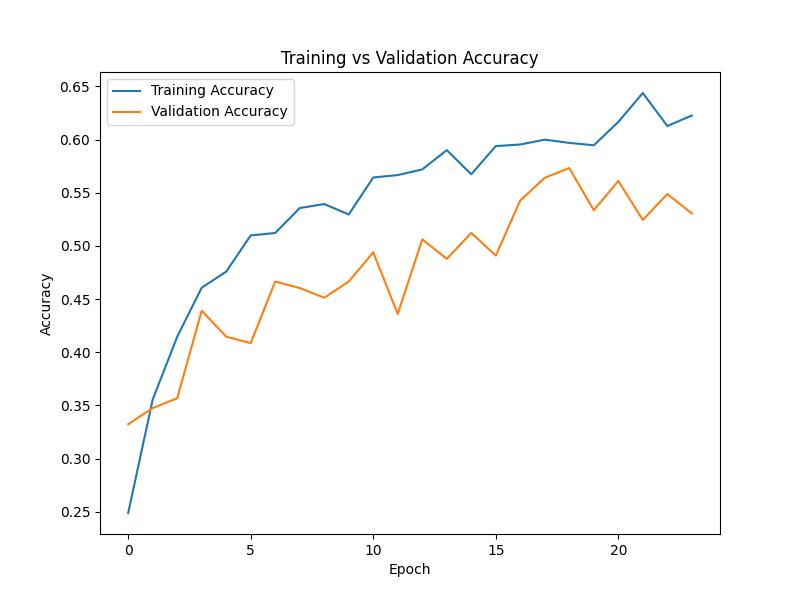 Training vs Validation Accuracy
Training Accuracy
Validation Accuracy
0.65
0.60
0.55
0.50
0.45
0.40
0.35
0.30
0.25
Accuracy
0 5 10 15 20
Epoch